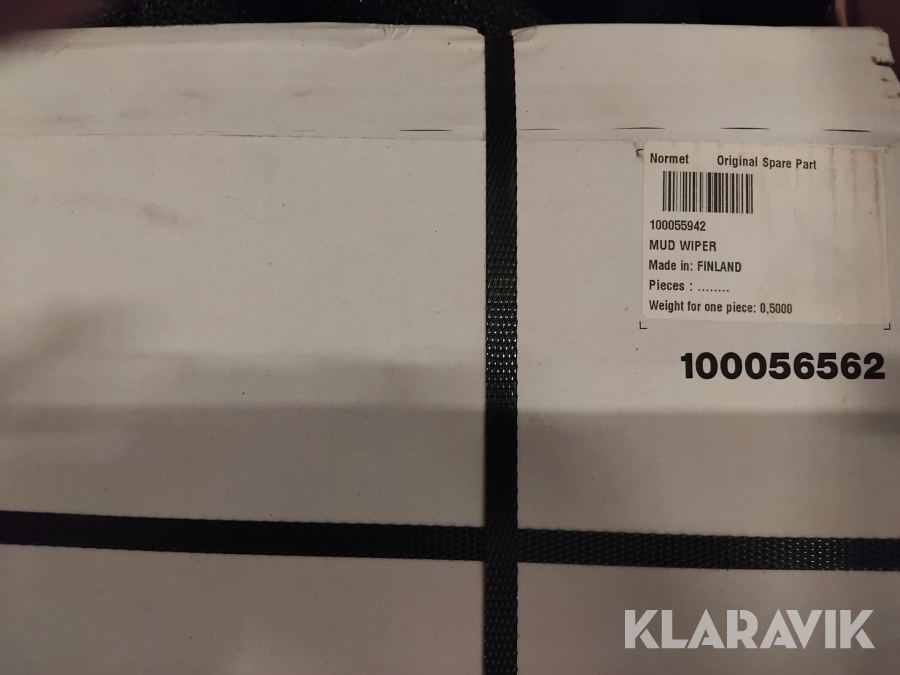 Normet Original Spare Part
100055942
MUD WIPER
Made in: FINLAND
Pieces : ........
Weight for one piece: 0,5000
100056562
KLARAVIK